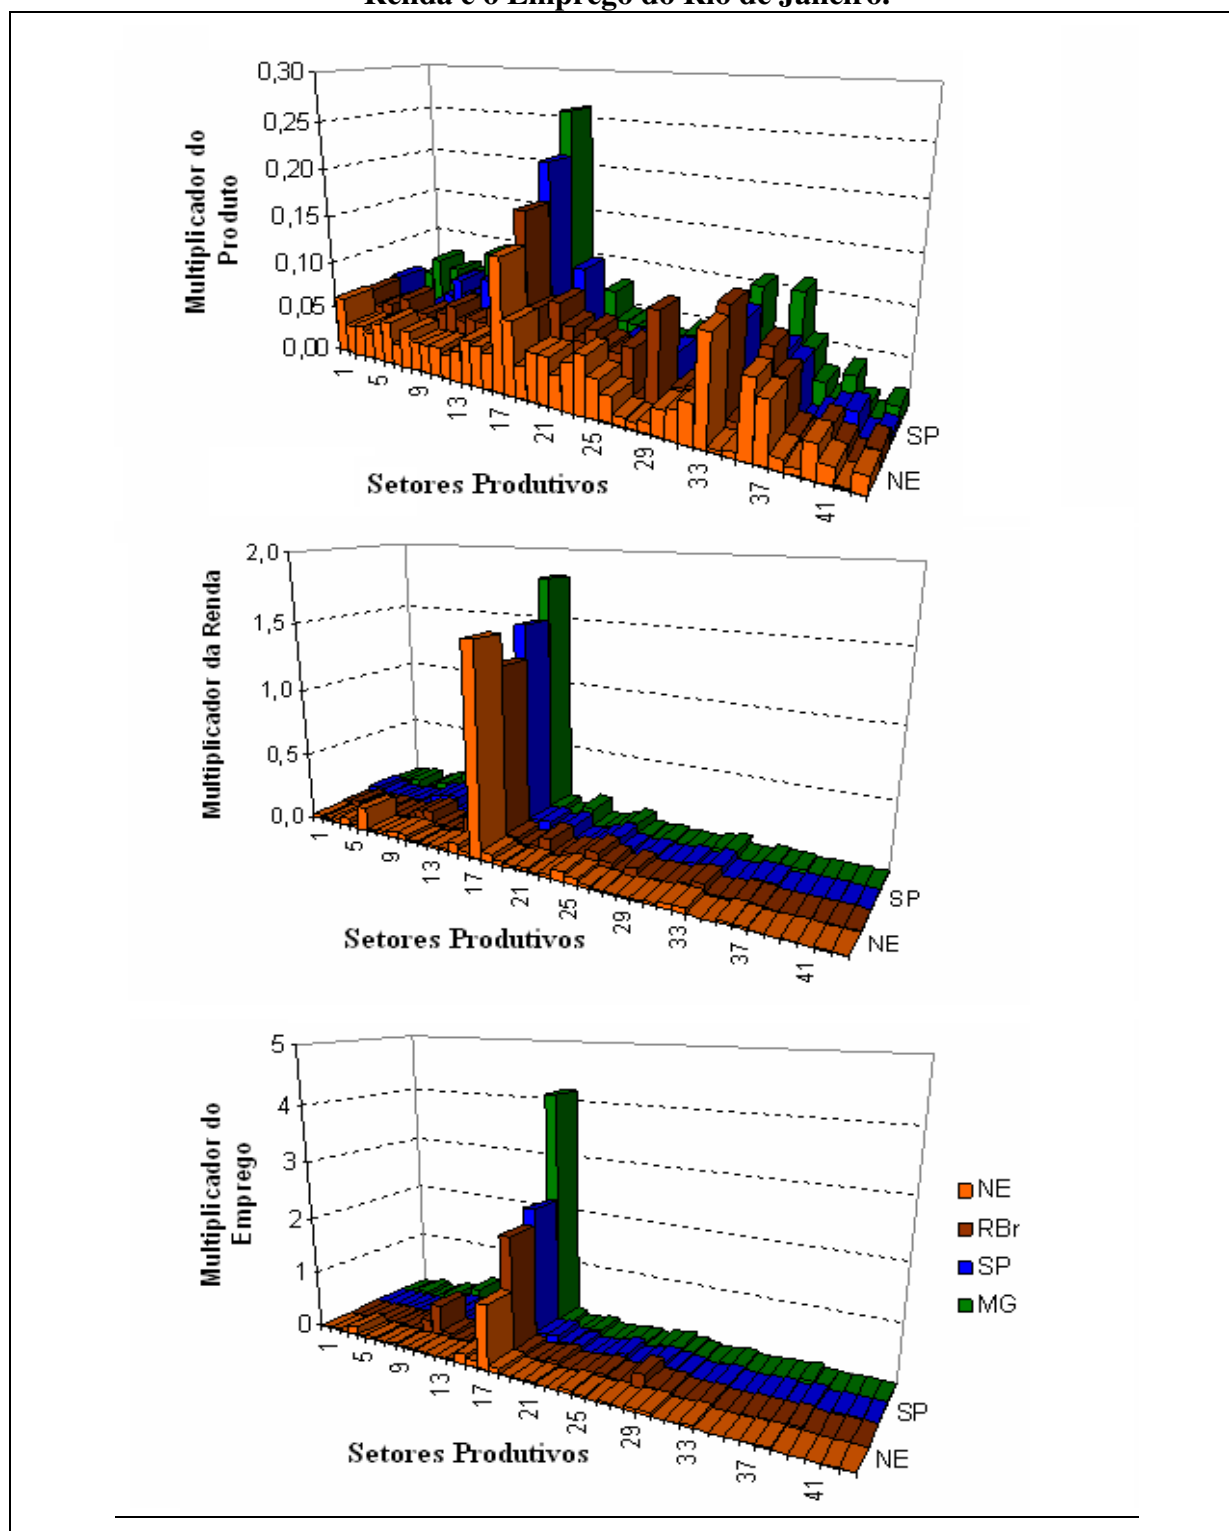 Renda e o Emprego do Rio de Janeiro.
0,30
0,25
0,20
0,15
0,10
0,05
0,00
Multiplicador do
Produto
1
5
9
13
17
21
25
29
33
37
41
SP
NE
Setores Produtivos
2,0
1,5
1,0
0,5
0,0
Multiplicador da Renda
1
5
9
13
17
21
25
29
33
37
41
SP
NE
Setores Produtivos
5
4
3
2
1
0
Multiplicador do
Emprego
1
5
9
13
17
21
25
29
33
37
41
SP
NE
Setores Produtivos
NE
RBr
SP
MG